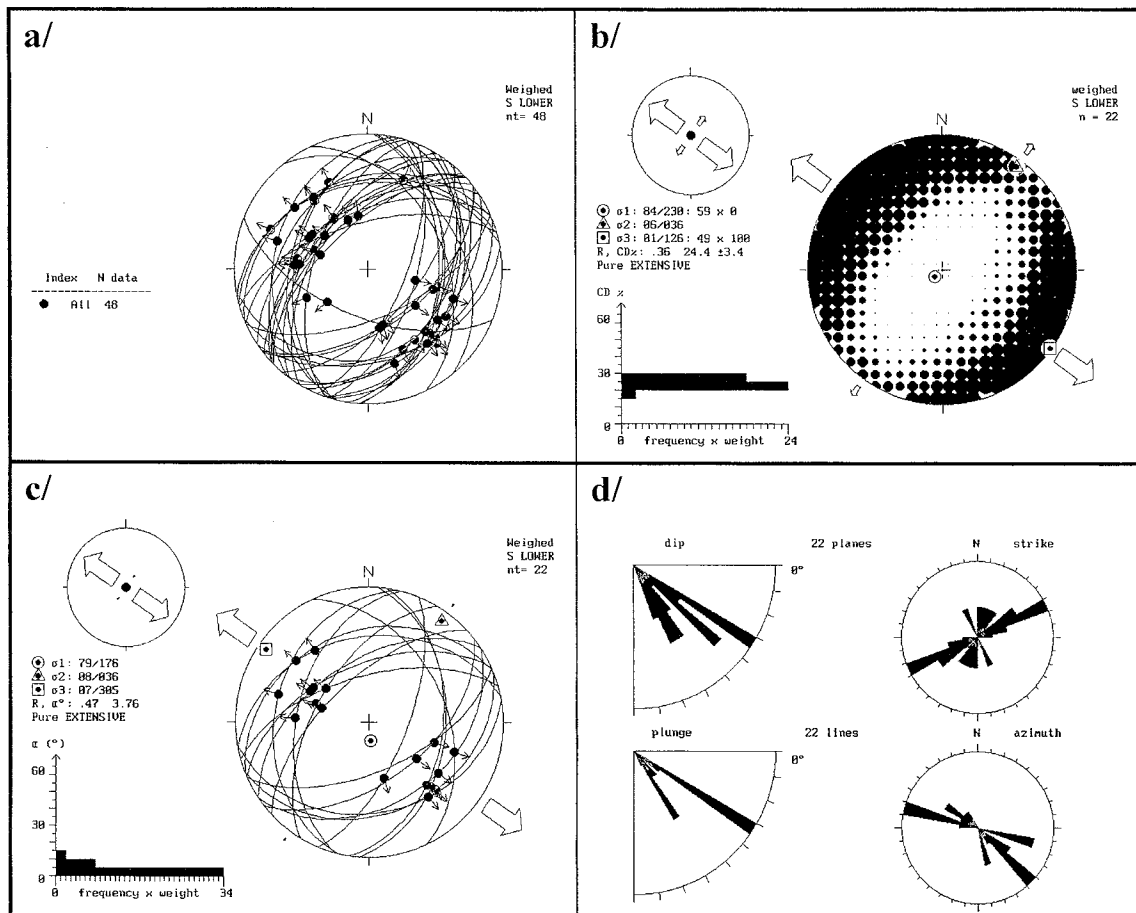 a/
Weighed
S LOWER
nt= 48
N
Index N data
All 48
b/
weighed
S LOWER
n = 22
N
σ1: 84/230: 59 x 0
σ2: 06/036
σ3: 01/126: 49 x 100
R, CD%: .36 24.4 ±3.4
Pure EXTENSIVE
CD %
60
30
0
0 24
frequency x weight
c/
Weighed
S LOWER
nt= 22
N
σ1: 79/176
σ2: 08/036
σ3: 07/305
R, α°: .47 3.76
Pure EXTENSIVE
α (°)
60
30
0
0 34
frequency x weight
d/
dip 22 planes N strike
0°
plunge 22 lines N azimuth
0°